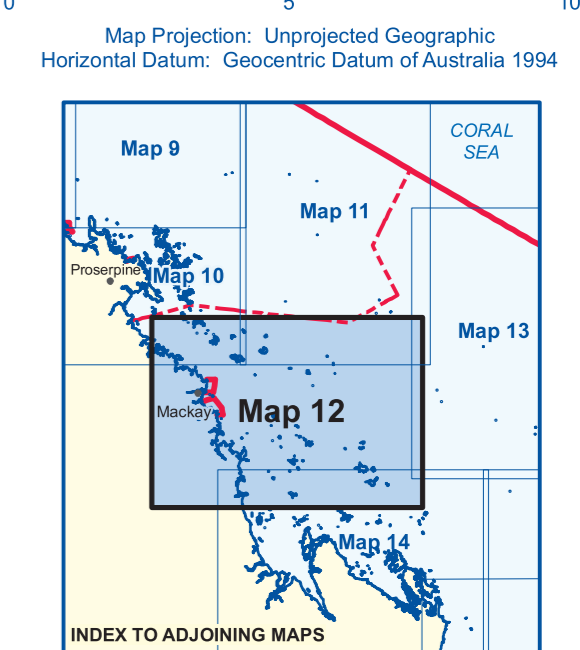 0 5 10
Map Projection: Unprojected Geographic
Horizontal Datum: Geocentric Datum of Australia 1994
CORAL
SEA
Map 9
Map 11
Proserpine
Map 10
Map 13
Mackay
Map 12
Map 14
INDEX TO ADJOINING MAPS